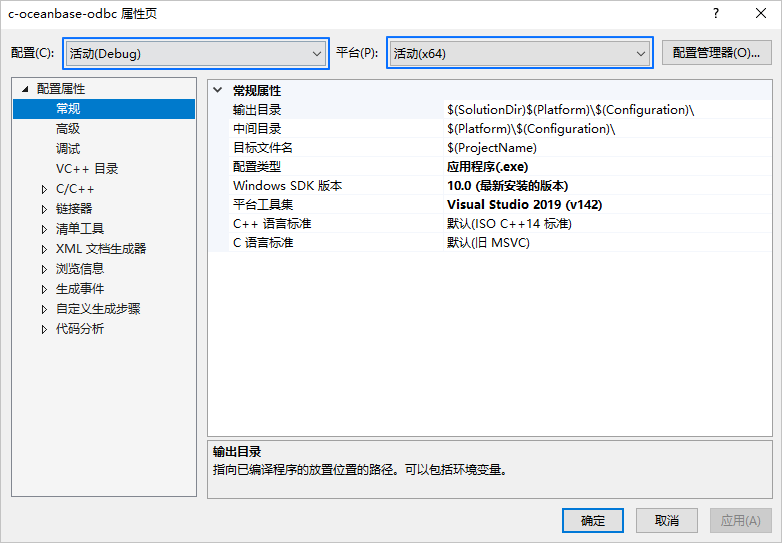 c-oceanbase-odbc 属性页
配置(C): 活动(Debug) 平台(P): 活动(x64) 配置管理器(O)...
配置属性
常规
高级
调试
VC++ 目录
C/C++
链接器
清单工具
XML 文档生成器
浏览信息
生成事件
自定义生成步骤
代码分析
常规属性
输出目录 $(SolutionDir)$(Platform)\$(Configuration)\
中间目录 $(Platform)\$(Configuration)\
目标文件名 $(ProjectName)
配置类型 应用程序(.exe)
Windows SDK 版本 10.0 (最新安装的版本)
平台工具集 Visual Studio 2019 (v142)
C++ 语言标准 默认(ISO C++14 标准)
C 语言标准 默认(旧 MSVC)
输出目录
指向已编译程序的放置位置的路径。可以包括环境变量。
确定 取消 应用(A)